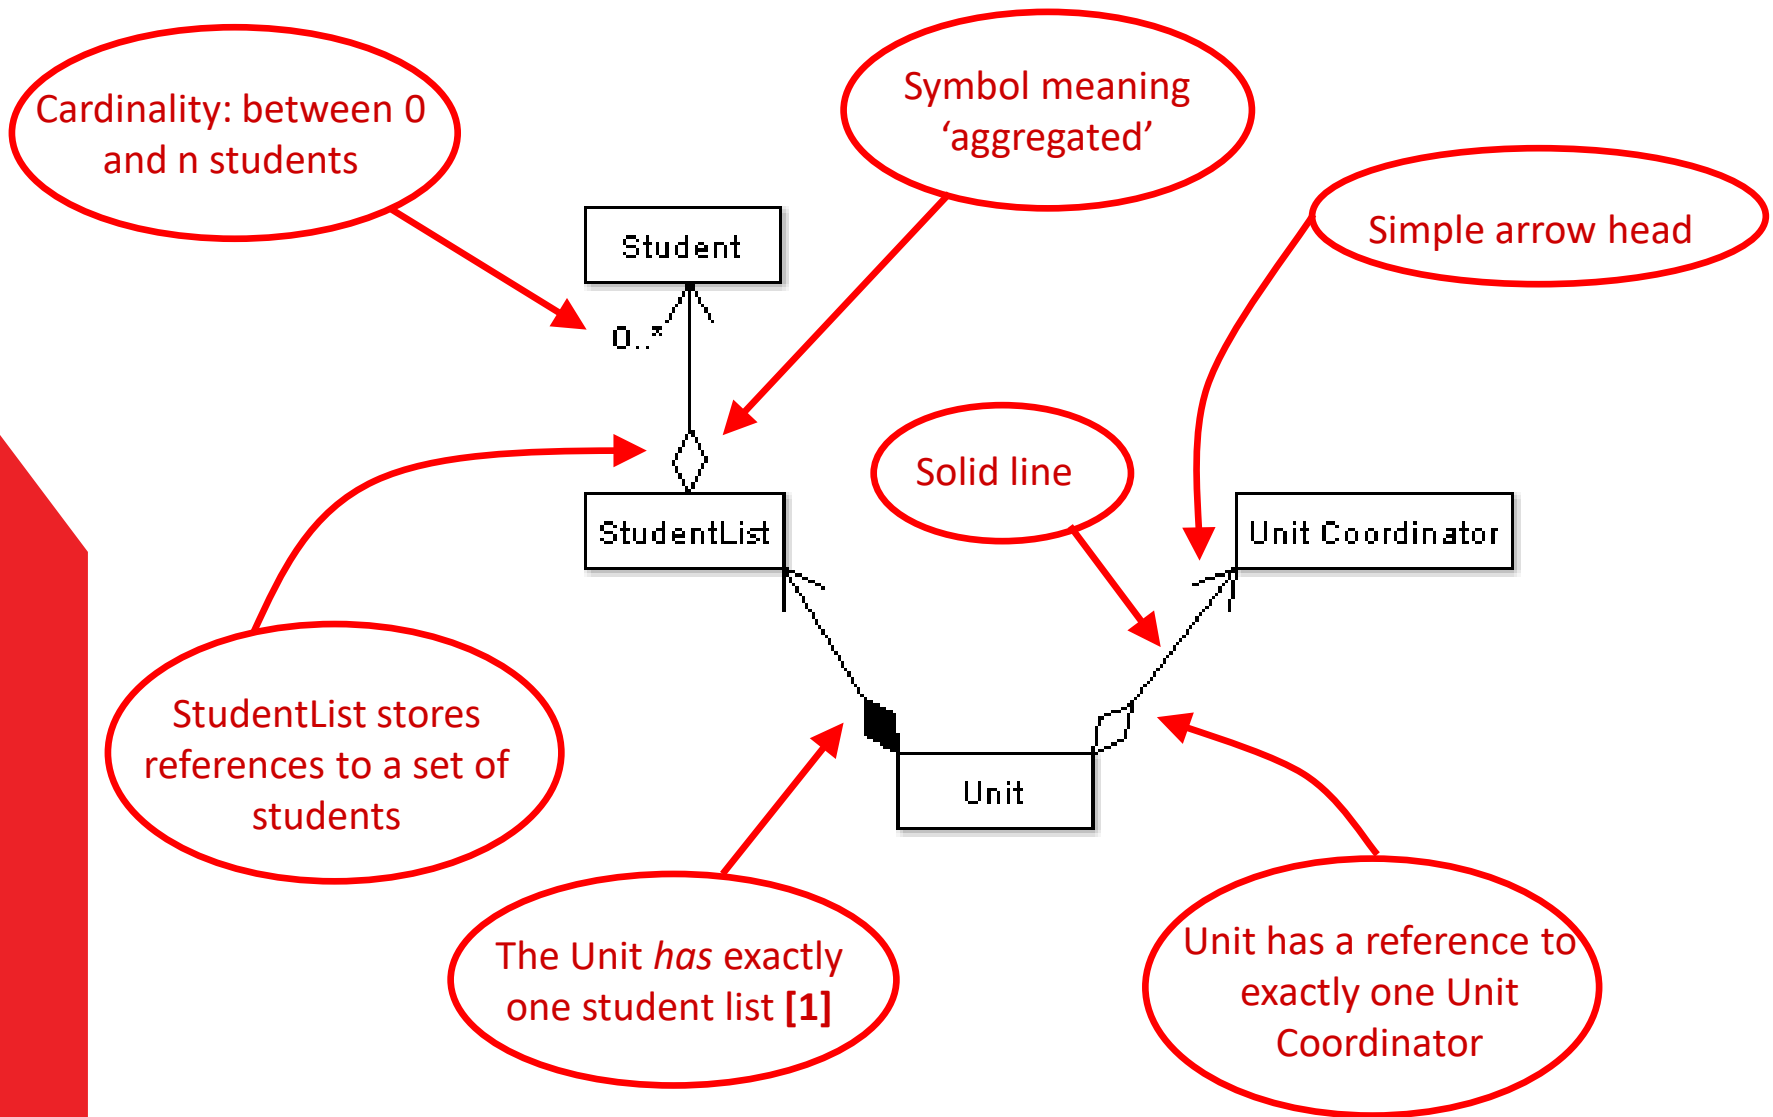 Cardinality: between 0
and n students
Symbol meaning
‘aggregated’
Simple arrow head
Student
0..*
Solid line
StudentList
Unit Coordinator
StudentList stores
references to a set of
students
Unit
The Unit has exactly
one student list [1]
Unit has a reference to
exactly one Unit
Coordinator